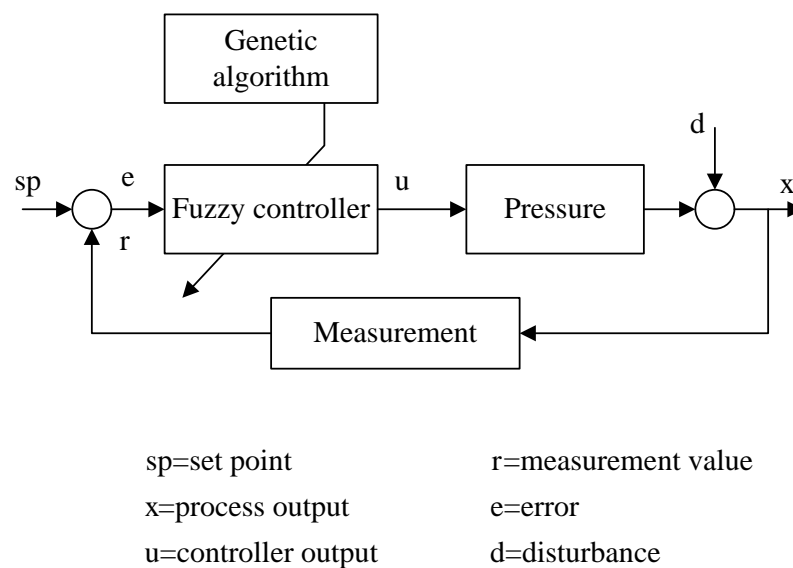 Genetic
algorithm
d
sp
e
Fuzzy controller
u
Pressure
x
r
Measurement
sp=set point
r=measurement value
x=process output
e=error
u=controller output
d=disturbance